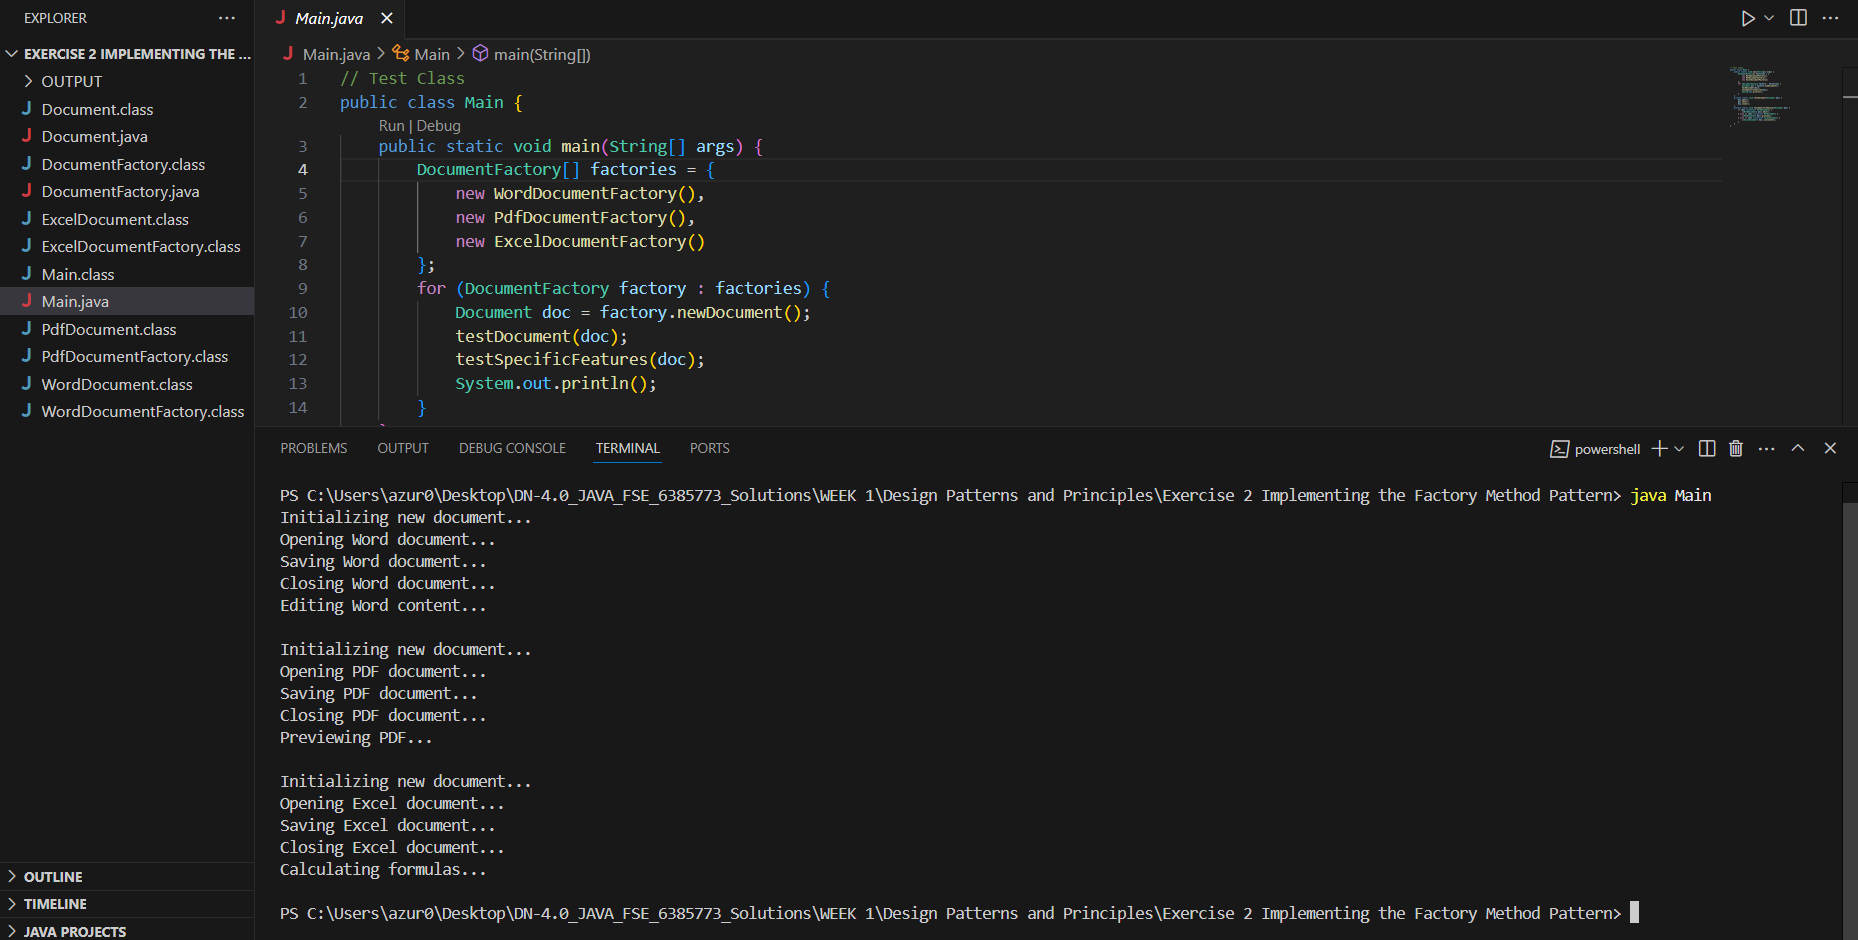 EXPLORER
EXERCISE 2 IMPLEMENTING THE ...
OUTPUT
Document.class
Document.java
DocumentFactory.class
DocumentFactory.java
ExcelDocument.class
ExcelDocumentFactory.class
Main.class
Main.java
PdfDocument.class
PdfDocumentFactory.class
WordDocument.class
WordDocumentFactory.class
OUTLINE
TIMELINE
JAVA PROJECTS
Main.java
Main.java > Main > main(String[])
1 // Test Class
2 public class Main {
Run | Debug
3 public static void main(String[] args) {
4 DocumentFactory[] factories = {
5 new WordDocumentFactory(),
6 new PdfDocumentFactory(),
7 new ExcelDocumentFactory()
8 };
9 for (DocumentFactory factory : factories) {
10 Document doc = factory.newDocument();
11 testDocument(doc);
12 testSpecificFeatures(doc);
13 System.out.println();
14 }
PROBLEMS OUTPUT DEBUG CONSOLE TERMINAL PORTS
powershell
PS C:\Users\azur0\Desktop\DN-4.0_JAVA_FSE_6385773_Solutions\WEEK 1\Design Patterns and Principles\Exercise 2 Implementing the Factory Method Pattern> java Main
Initializing new document...
Opening Word document...
Saving Word document...
Closing Word document...
Editing Word content...
Initializing new document...
Opening PDF document...
Saving PDF document...
Closing PDF document...
Previewing PDF...
Initializing new document...
Opening Excel document...
Saving Excel document...
Closing Excel document...
Calculating formulas...
PS C:\Users\azur0\Desktop\DN-4.0_JAVA_FSE_6385773_Solutions\WEEK 1\Design Patterns and Principles\Exercise 2 Implementing the Factory Method Pattern>